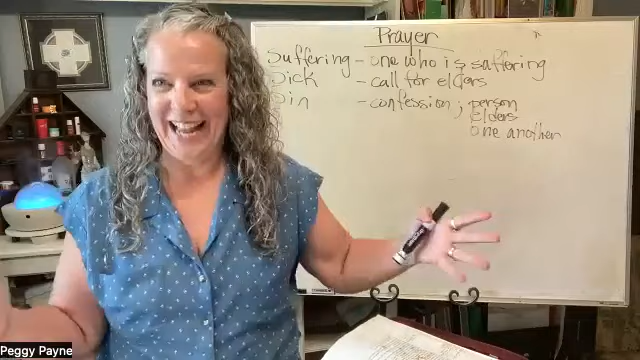 Prayer
Suffering - one who is suffering
Sick - call for elders
Sin - confession, person
elders
one another
Peggy Payne